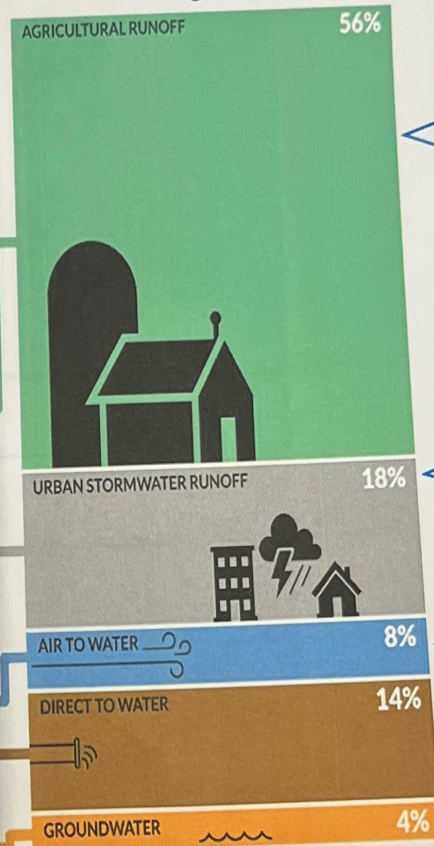 AGRICULTURAL RUNOFF 56%
URBAN STORMWATER RUNOFF 18%
AIR TO WATER 8%
DIRECT TO WATER 14%
GROUNDWATER 4%